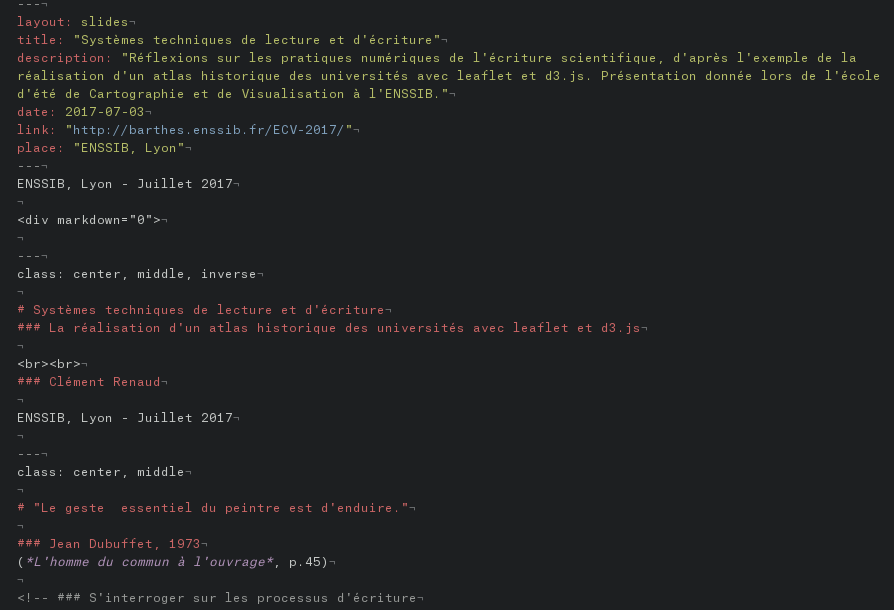 ---¬
layout: slides¬
title: "Systèmes techniques de lecture et d'écriture"¬
description: "Réflexions sur les pratiques numériques de l'écriture scientifique, d'après l'exemple de la
réalisation d'un atlas historique des universités avec leaflet et d3.js. Présentation donnée lors de l'école
d'été de Cartographie et de Visualisation à l'ENSSIB."¬
date: 2017-07-03¬
link: "http://barthes.enssib.fr/ECV-2017/"¬
place: "ENSSIB, Lyon"¬
---¬
ENSSIB, Lyon - Juillet 2017¬
¬
<div markdown="0">¬
¬
---¬
class: center, middle, inverse¬
¬
# Systèmes techniques de lecture et d'écriture¬
### La réalisation d'un atlas historique des universités avec leaflet et d3.js¬
¬
<br><br>¬
### Clément Renaud¬
¬
ENSSIB, Lyon - Juillet 2017¬
¬
---¬
class: center, middle¬
¬
# "Le geste  essentiel du peintre est d'enduire."¬
¬
### Jean Dubuffet, 1973¬
(*L'homme du commun à l'ouvrage*, p.45)¬
¬
<!-- ### S'interroger sur les processus d'écriture¬